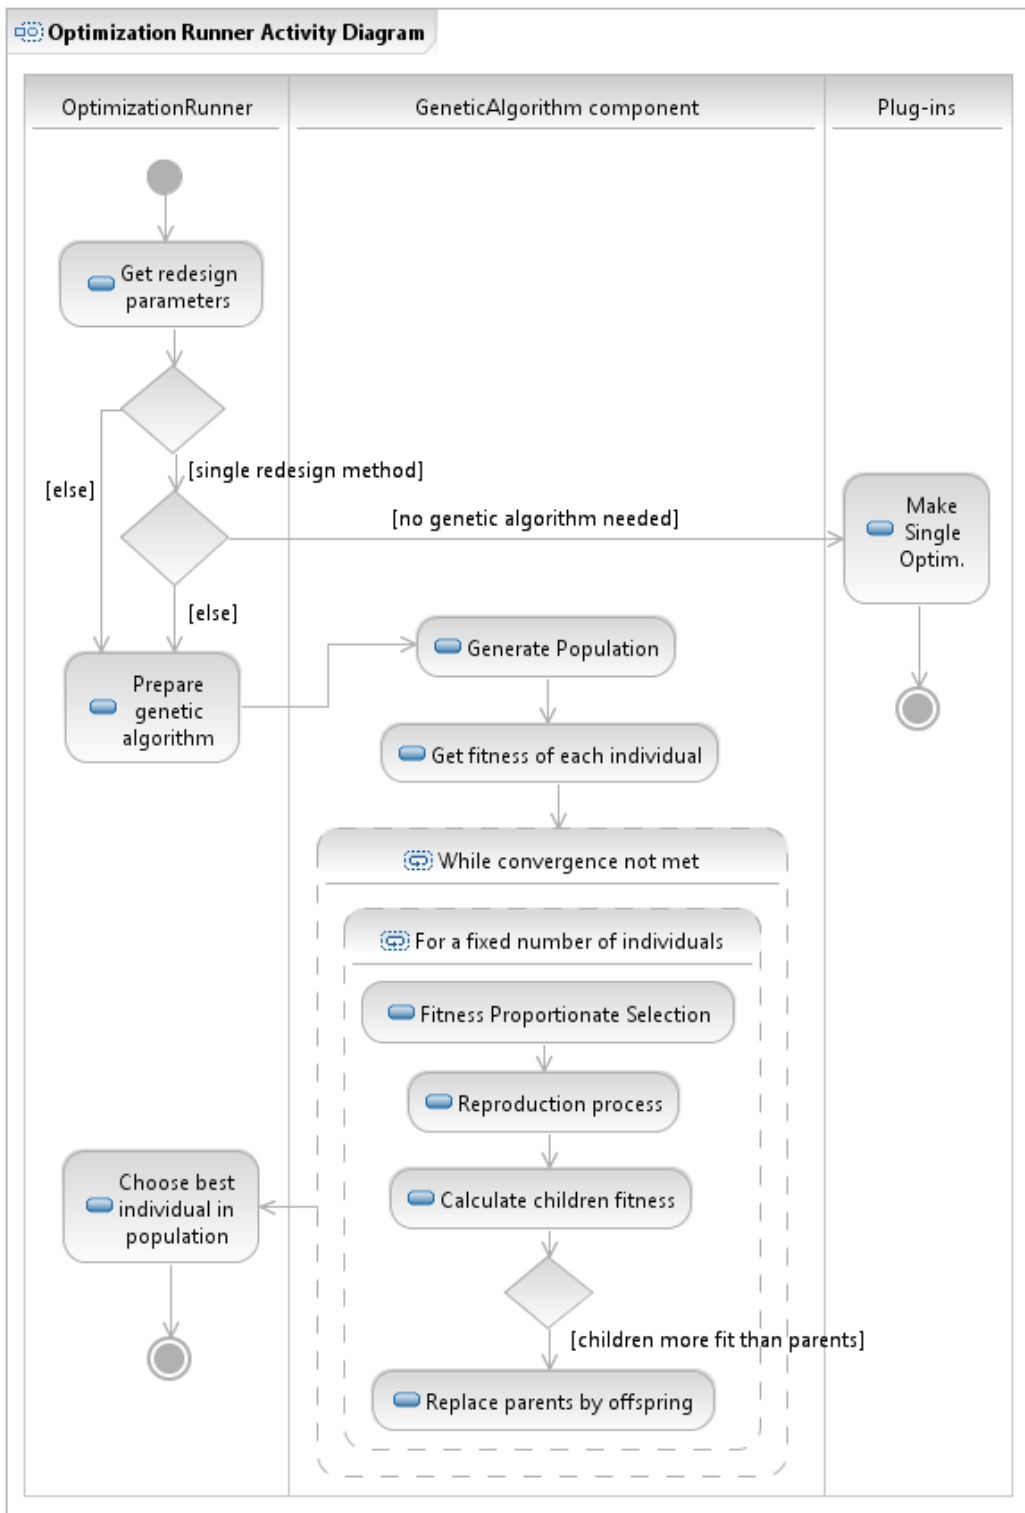 Optimization Runner Activity Diagram
OptimizationRunner
GeneticAlgorithm component
Plug-ins
Get redesign
parameters
[single redesign method]
[else]
[no genetic algorithm needed]
Make
Single
Optim.
[else]
Generate Population
Prepare
genetic
algorithm
Get fitness of each individual
While convergence not met
For a fixed number of individuals
Fitness Proportionate Selection
Reproduction process
Calculate children fitness
Choose best
individual in
population
[children more fit than parents]
Replace parents by offspring